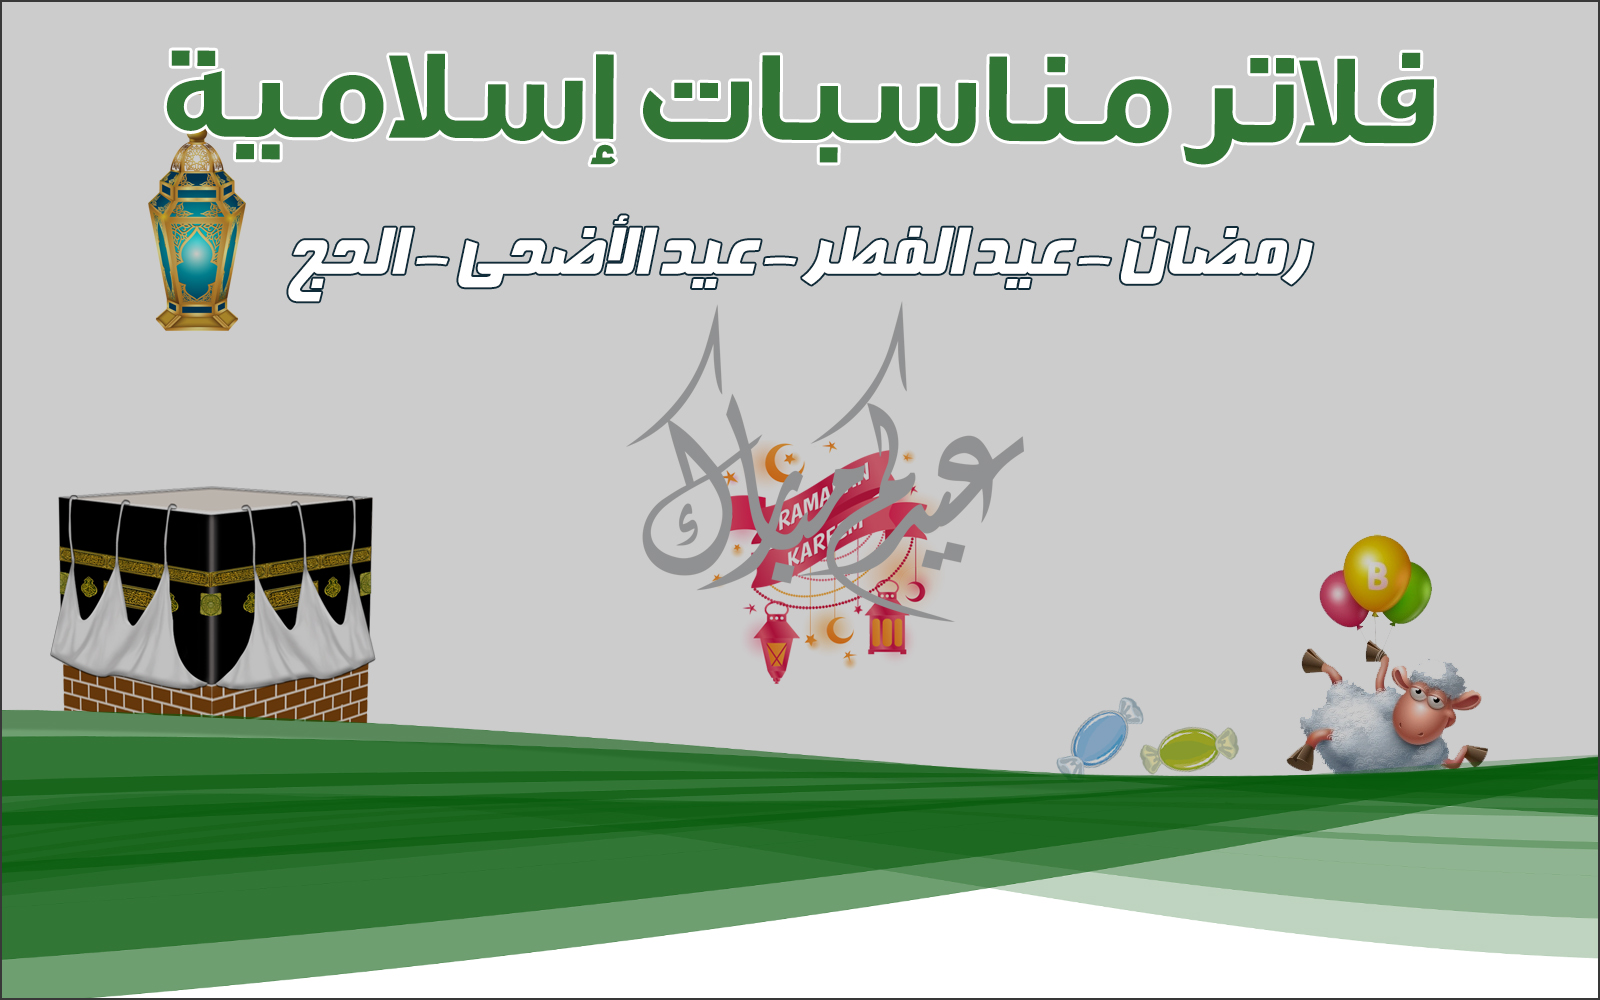 فلاتر مناسبات إسلامية
رمضان - عيد الفطر - عيد الأضحى - الحج
عيد مبارك
RAMADAN
KAREEM
B